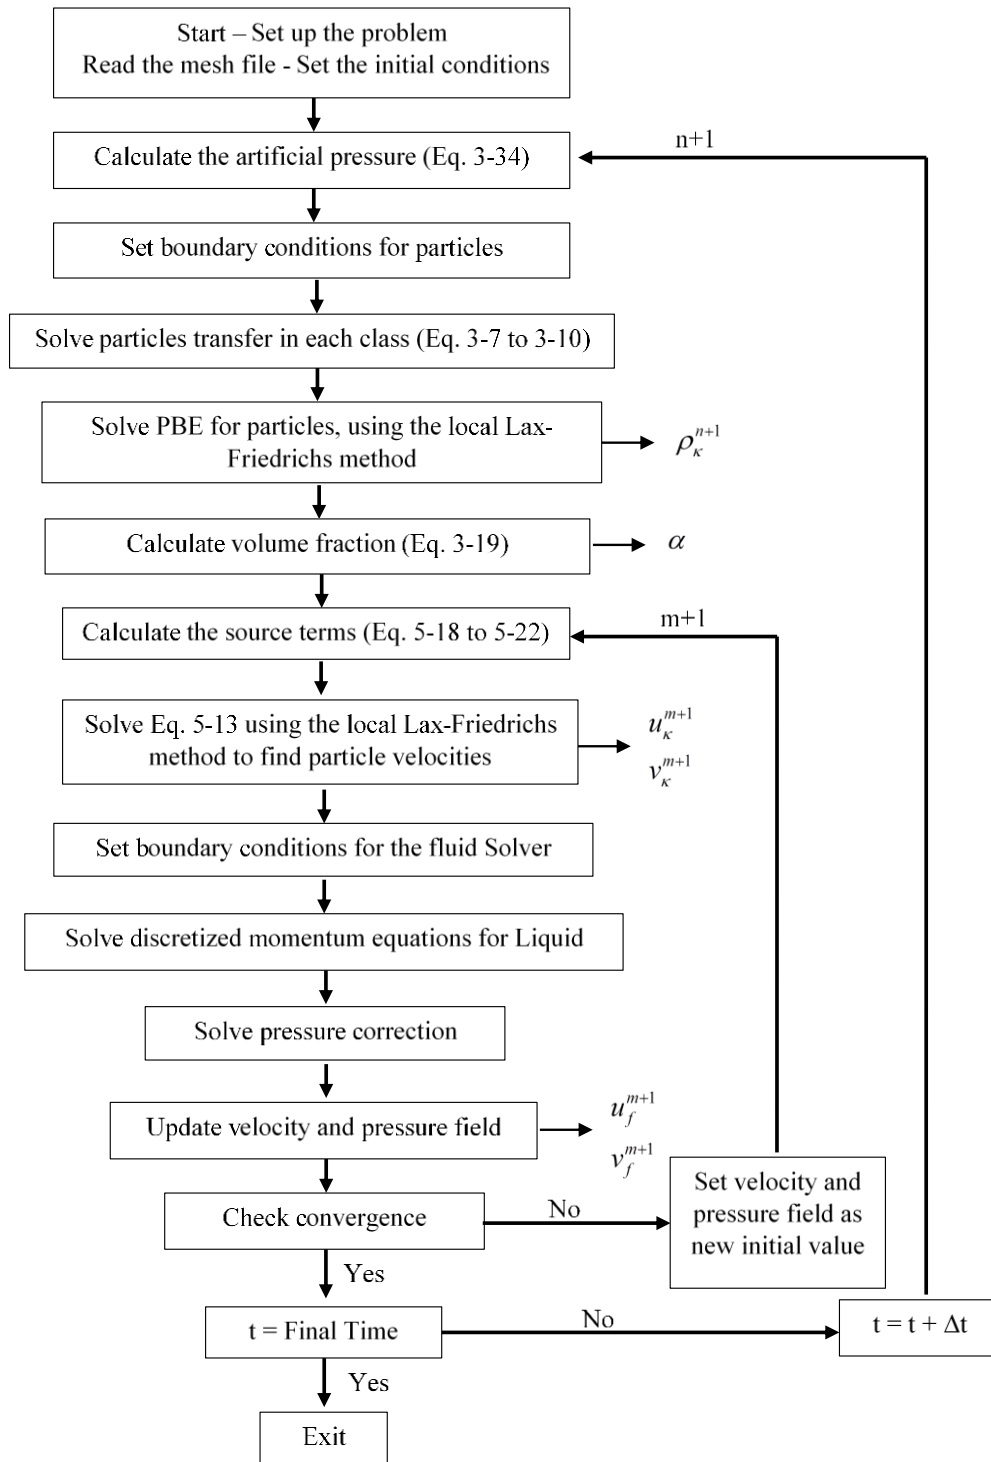 Start – Set up the problem
Read the mesh file - Set the initial conditions
n+1
Calculate the artificial pressure (Eq. 3-34)
Set boundary conditions for particles
Solve particles transfer in each class (Eq. 3-7 to 3-10)
Solve PBE for particles, using the local Lax-
Friedrichs method
ρ_κ^{n+1}
Calculate volume fraction (Eq. 3-19)
α
m+1
Calculate the source terms (Eq. 5-18 to 5-22)
Solve Eq. 5-13 using the local Lax-Friedrichs
method to find particle velocities
u_κ^{m+1}
v_κ^{m+1}
Set boundary conditions for the fluid Solver
Solve discretized momentum equations for Liquid
Solve pressure correction
Update velocity and pressure field
u_f^{m+1}
v_f^{m+1}
Check convergence
No
Set velocity and
pressure field as
new initial value
Yes
t = Final Time
No
t = t + Δt
Yes
Exit